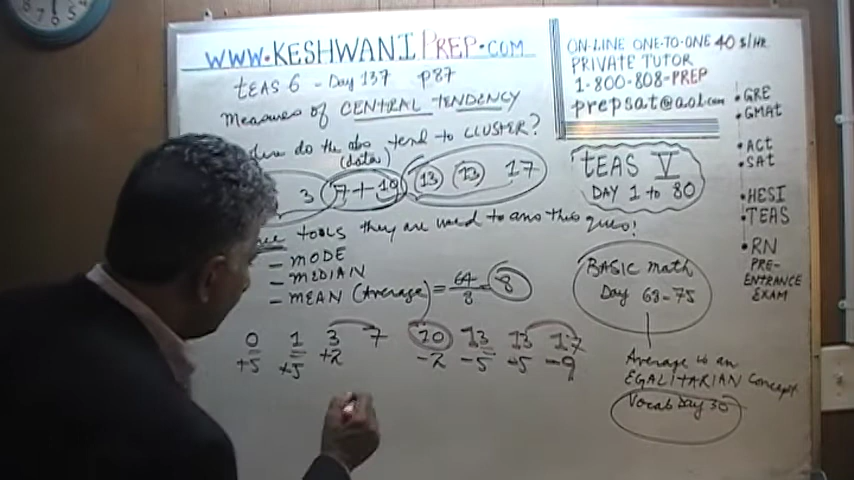 www.KESHWANIPREP.com
TEAS 6 - Day 137 p87
Measures of CENTRAL TENDENCY
do the obs tend to CLUSTER?
(data)
3 7 + 10 13 13 17
tools they are used to ans this ques!
- MODE
- MEDIAN
- MEAN (Average) = 64/8 = 8
0 1 3 7 10 13 13 17
+5 +5 +2 -2 -5 -5 -9
ON-LINE ONE-TO-ONE 40 $/HR
PRIVATE TUTOR
1-800-808-PREP
prepsat@aol.com
TEAS V
DAY 1 to 80
BASIC math
Day 63-75
Average is an
EGALITARIAN Concept
Vocab Day 30
• GRE
• GMAT
• ACT
• SAT
• HESI
• TEAS
• RN
PRE-
ENTRANCE
EXAM